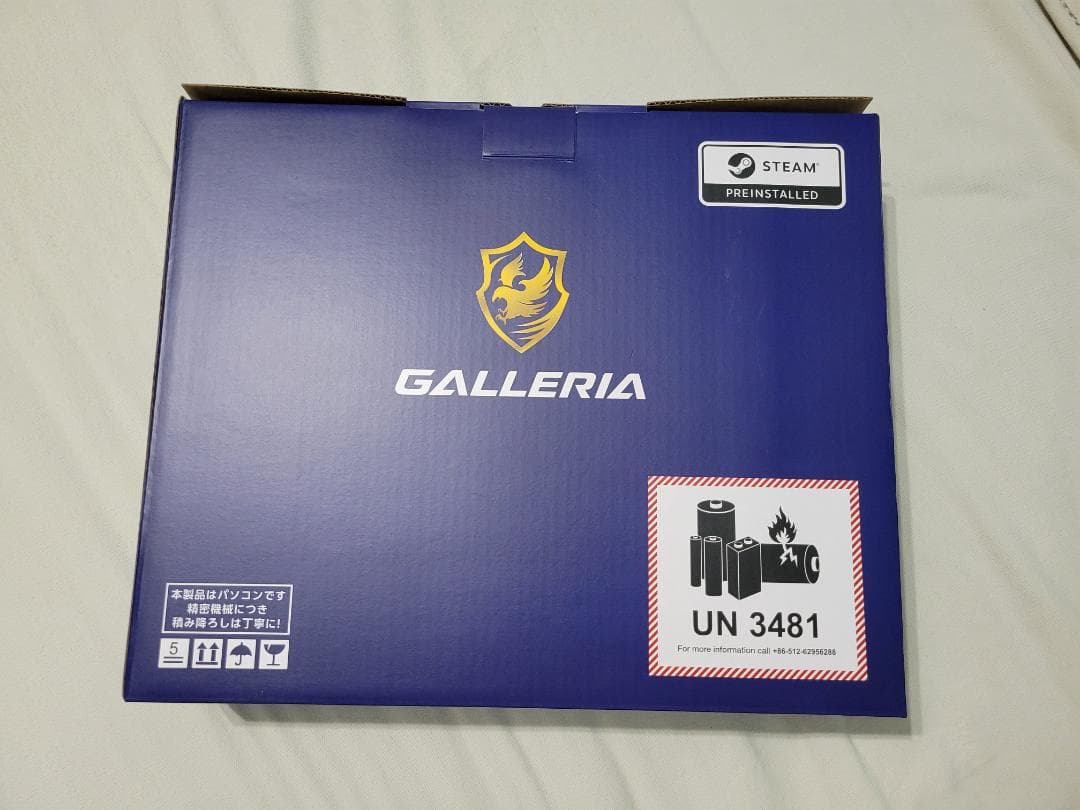 STEAM
PREINSTALLED
GALLERIA
本製品はパソコンです
精密機械につき
積み降ろしは丁寧に!
5
UN 3481
For more information call +86-512-62956288